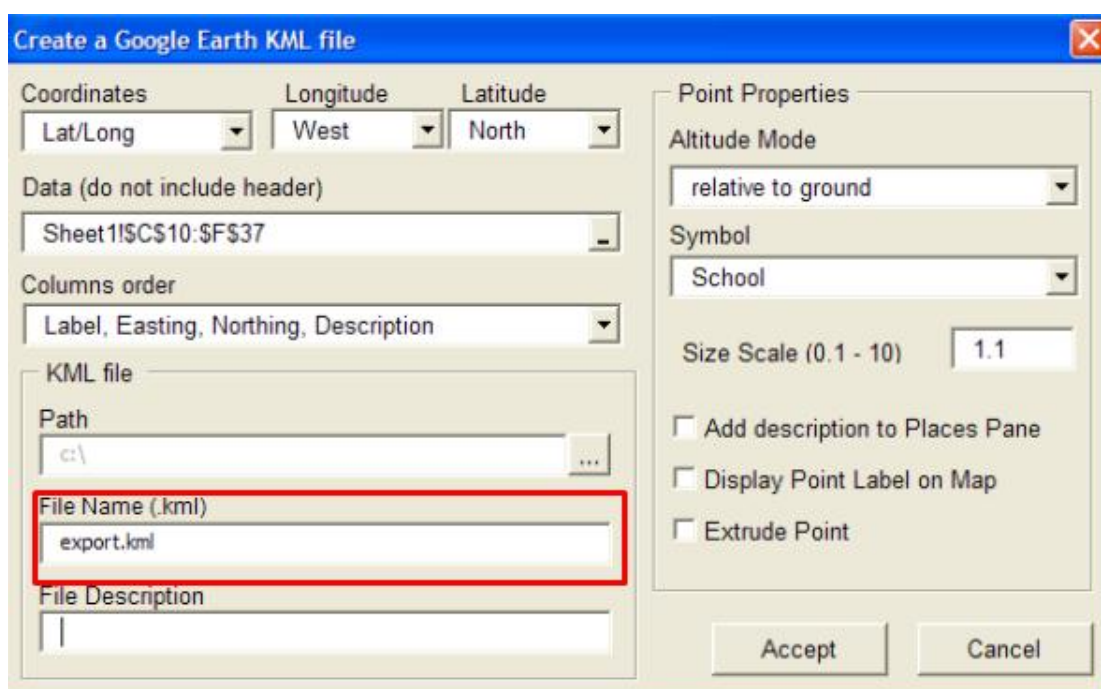 Create a Google Earth KML file
Coordinates
Longitude
Latitude
Lat/Long
West
North
Data (do not include header)
Sheet1!$C$10:$F$37
Columns order
Label, Easting, Northing, Description
KML file
Path
c:\
...
File Name (.kml)
export.kml
File Description
Point Properties
Altitude Mode
relative to ground
Symbol
School
Size Scale (0.1 - 10)
1.1
Add description to Places Pane
Display Point Label on Map
Extrude Point
Accept
Cancel